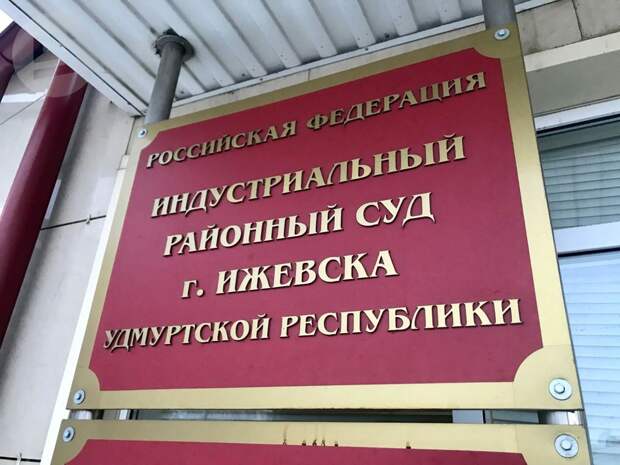 РОССИЙСКАЯ ФЕДЕРАЦИЯ
ИНДУСТРИАЛЬНЫЙ
РАЙОННЫЙ СУД
г. ИЖЕВСКА
УДМУРТСКОЙ РЕСПУБЛИКИ